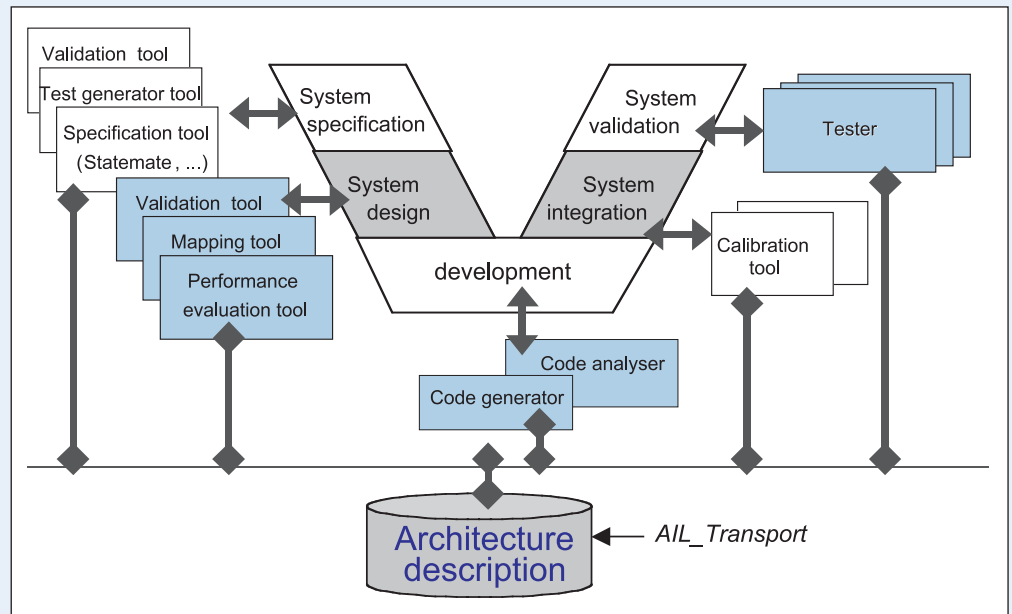 Validation tool
Test generator tool
Specification tool
(Statemate, ...)
Validation tool
Mapping tool
Performance
evaluation tool
System
specification
System
design
development
System
validation
System
integration
Tester
Calibration
tool
Code analyser
Code generator
Architecture
description
AIL_Transport